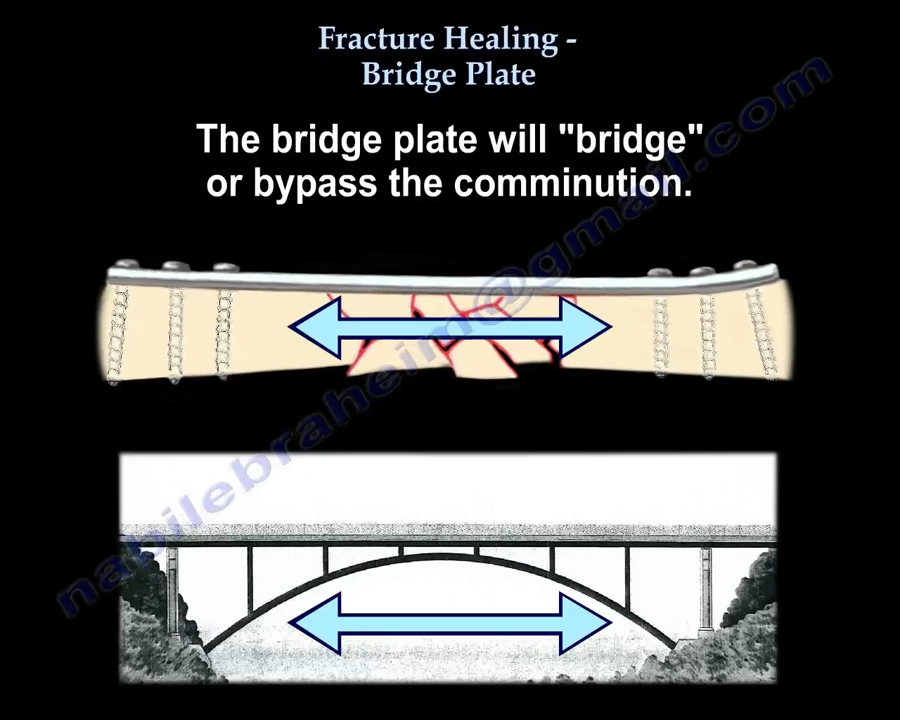 Fracture Healing -
Bridge Plate
The bridge plate will "bridge"
or bypass the comminution.
nabilebraheim@gmail.com